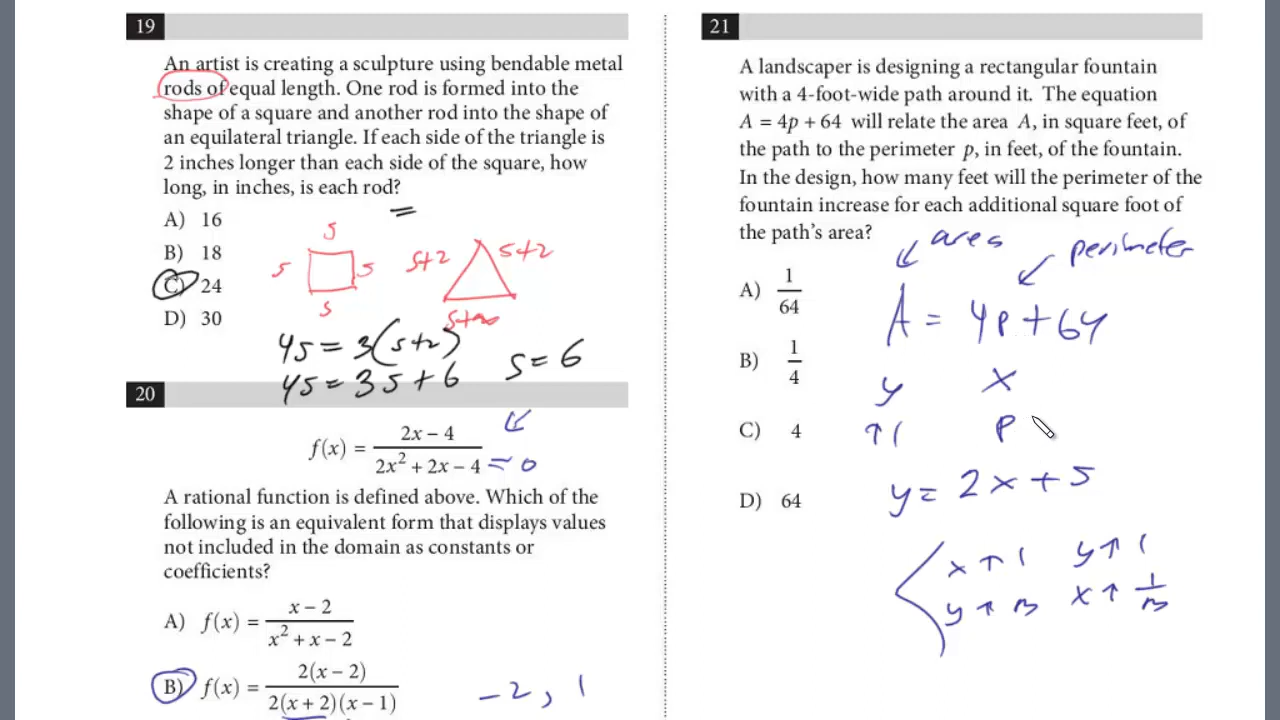 19
An artist is creating a sculpture using bendable metal
rods of equal length. One rod is formed into the
shape of a square and another rod into the shape of
an equilateral triangle. If each side of the triangle is
2 inches longer than each side of the square, how
long, in inches, is each rod?
A) 16
B) 18
C) 24
D) 30
s
s
s
s
s+2
s+2
4s = 3(s+2)
4s = 3s + 6
s = 6
20
f(x) = (2x − 4)/(2x² + 2x − 4)
= 0
A rational function is defined above. Which of the
following is an equivalent form that displays values
not included in the domain as constants or
coefficients?
A) f(x) = (x − 2)/(x² + x − 2)
B) f(x) = 2(x − 2)/(2(x + 2)(x − 1))
−2, 1
21
A landscaper is designing a rectangular fountain
with a 4-foot-wide path around it. The equation
A = 4p + 64 will relate the area A, in square feet, of
the path to the perimeter p, in feet, of the fountain.
In the design, how many feet will the perimeter of the
fountain increase for each additional square foot of
the path's area?
A) 1/64
B) 1/4
C) 4
D) 64
area
perimeter
A = 4p + 64
y x
↑1 p
y = 2x + 5
x ↑ 1 y ↑ 1
y ↑ m x ↑ 1/m